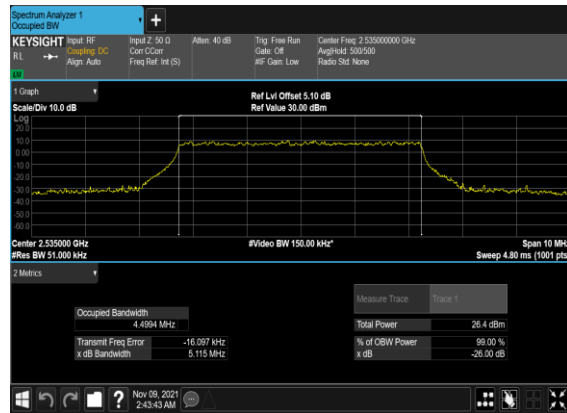 Spectrum Analyzer 1
Occupied BW
KEYSIGHT Input: RF Input Z: 50 Ω Atten: 40 dB Trig: Free Run Center Freq: 2.535000000 GHz
RL Coupling: DC Corr CCorr Gate: Off Avg|Hold: 500/500
Align: Auto Freq Ref: Int (S) #IF Gain: Low Radio Std: None
1 Graph
Ref Lvl Offset 5.10 dB
Scale/Div 10.0 dB Ref Value 30.00 dBm
Log
20.0
10.0
0.00
-10.0
-20.0
-30.0
-40.0
-50.0
-60.0
Center 2.535000 GHz #Video BW 150.00 kHz* Span 10 MHz
#Res BW 51.000 kHz Sweep 4.80 ms (1001 pts)
2 Metrics
Measure Trace Trace 1
Occupied Bandwidth
4.4994 MHz Total Power 26.4 dBm
Transmit Freq Error -16.097 kHz % of OBW Power 99.00 %
x dB Bandwidth 5.115 MHz x dB -26.00 dB
? Nov 09, 2021
2:43:43 AM